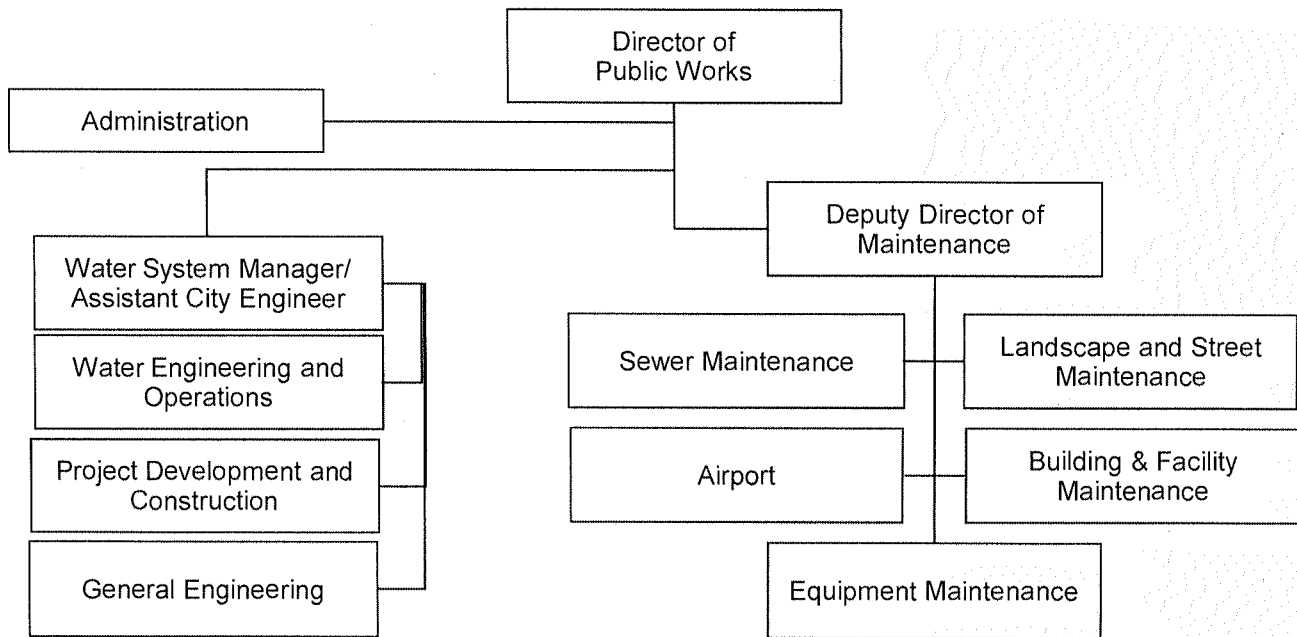 Director of
Public Works
Administration
Deputy Director of
Maintenance
Water System Manager/
Assistant City Engineer
Water Engineering and
Operations
Project Development and
Construction
General Engineering
Sewer Maintenance
Landscape and Street
Maintenance
Airport
Building & Facility
Maintenance
Equipment Maintenance